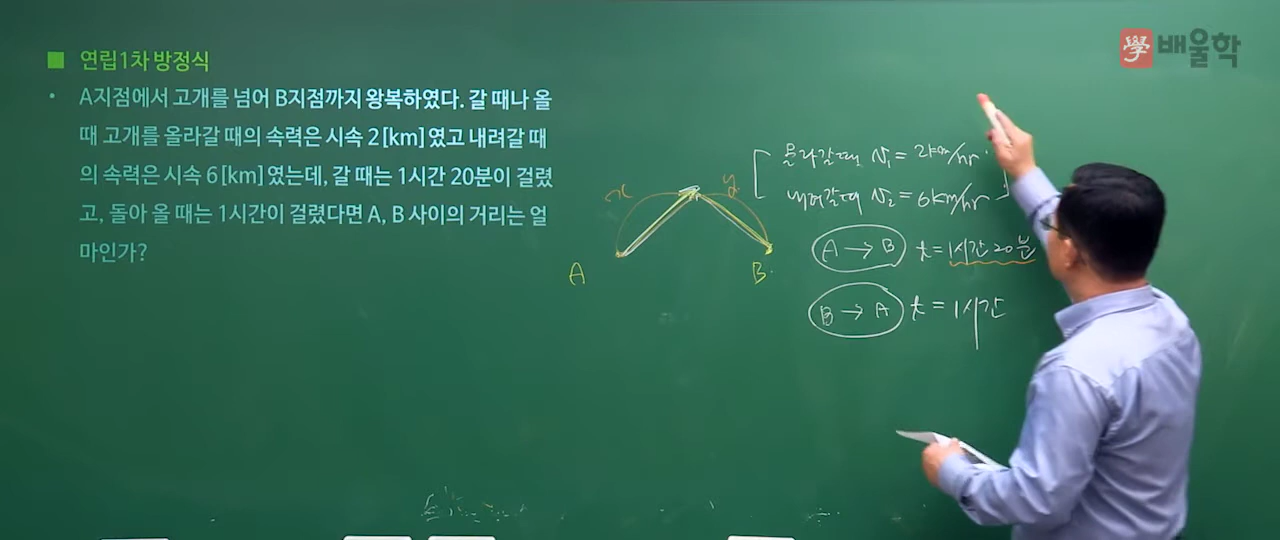 學 배울학
■ 연립1차 방정식
• A지점에서 고개를 넘어 B지점까지 왕복하였다. 갈 때나 올
때 고개를 올라갈 때의 속력은 시속 2[km]였고 내려갈 때
의 속력은 시속 6[km]였는데, 갈 때는 1시간 20분이 걸렸
고, 돌아 올 때는 1시간이 걸렸다면 A, B 사이의 거리는 얼
마인가?
x y
A B
올라갈때 v₁ = 2km/hr
내려갈때 v₂ = 6km/hr
A → B t = 1시간 20분
B → A t = 1시간